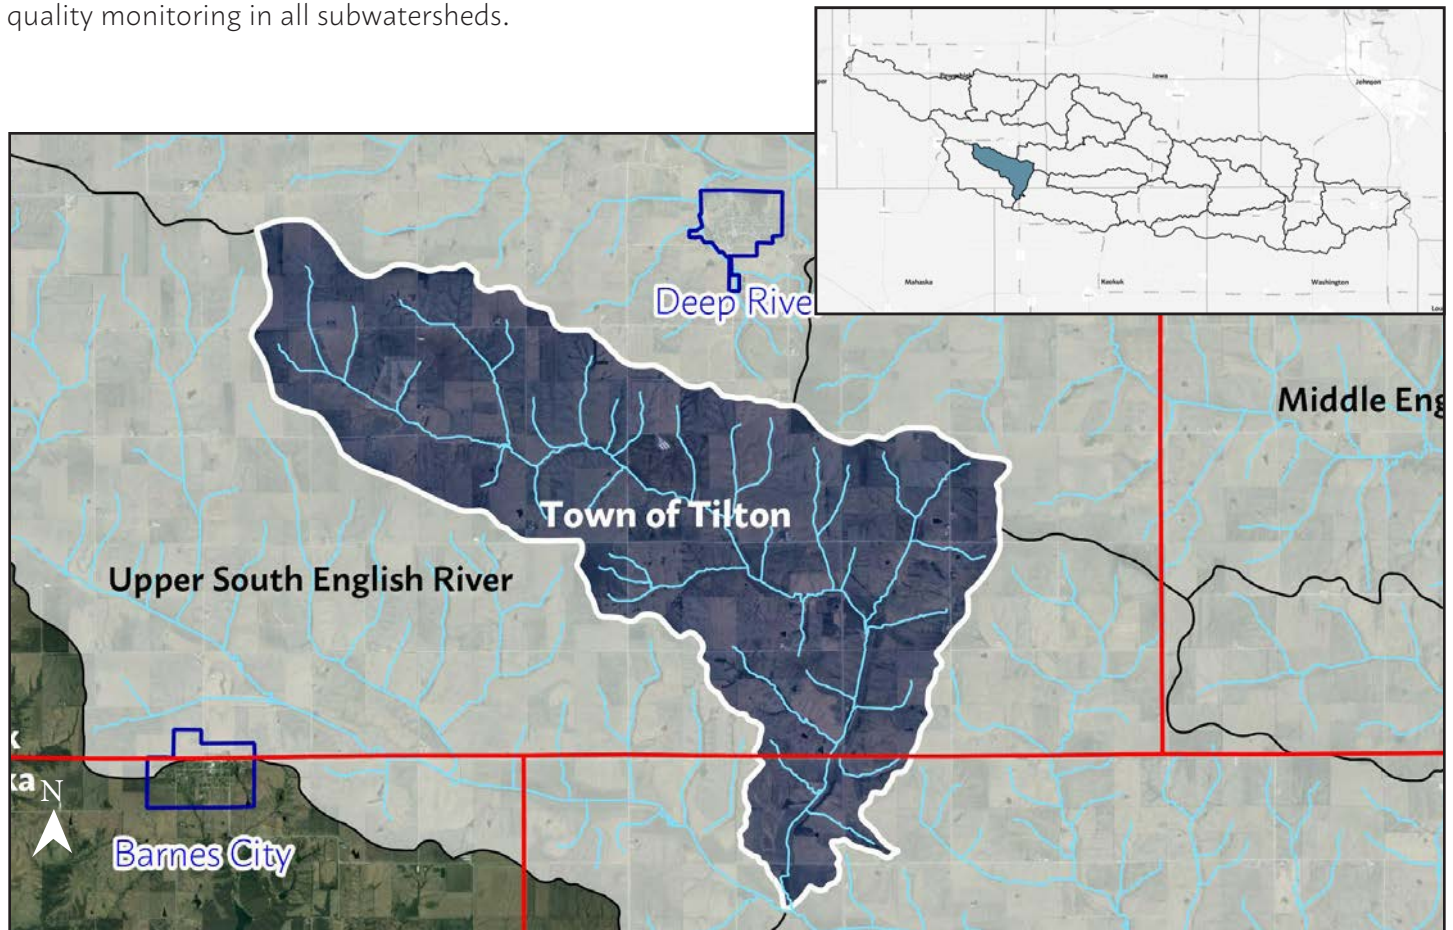 quality monitoring in all subwatersheds.
Iowa
Johnson
Mahaska
Keokuk
Washington
Deep Rive
Middle Eng
Town of Tilton
Upper South English River
ka
N
Barnes City